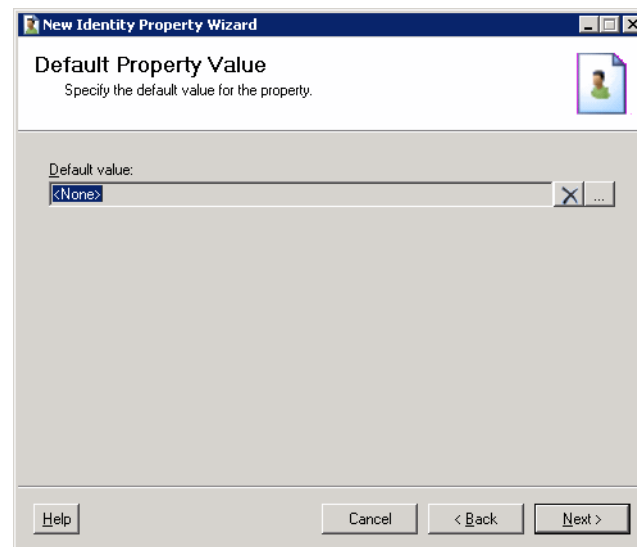 New Identity Property Wizard
Default Property Value
Specify the default value for the property.
Default value:
<None>
...
Help
Cancel
< Back
Next >